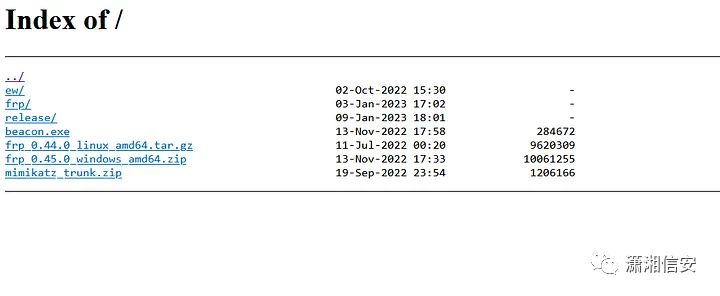 Index of /
../
ew/ 02-Oct-2022 15:30 -
frp/ 03-Jan-2023 17:02 -
release/ 09-Jan-2023 18:01 -
beacon.exe 13-Nov-2022 17:58 284672
frp_0.44.0_linux_amd64.tar.gz 11-Jul-2022 00:20 9620309
frp_0.45.0_windows_amd64.zip 13-Nov-2022 17:33 10061255
mimikatz_trunk.zip 19-Sep-2022 23:54 1206166
潇湘信安